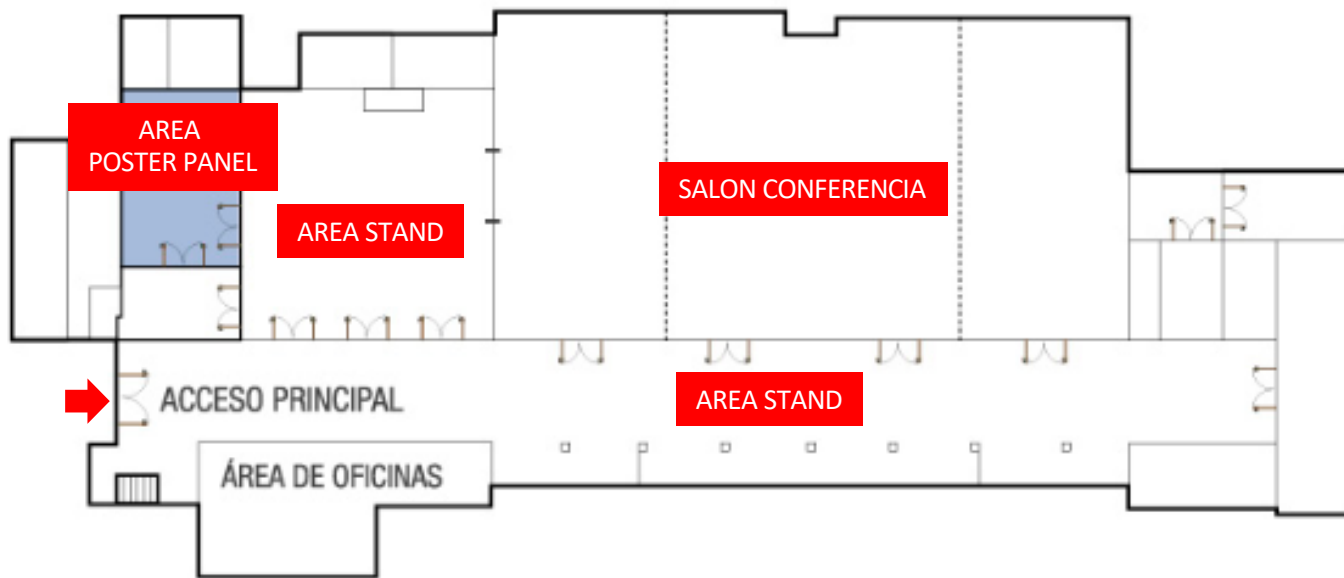 AREA
POSTER PANEL
AREA STAND
SALON CONFERENCIA
ACCESO PRINCIPAL
AREA STAND
ÁREA DE OFICINAS